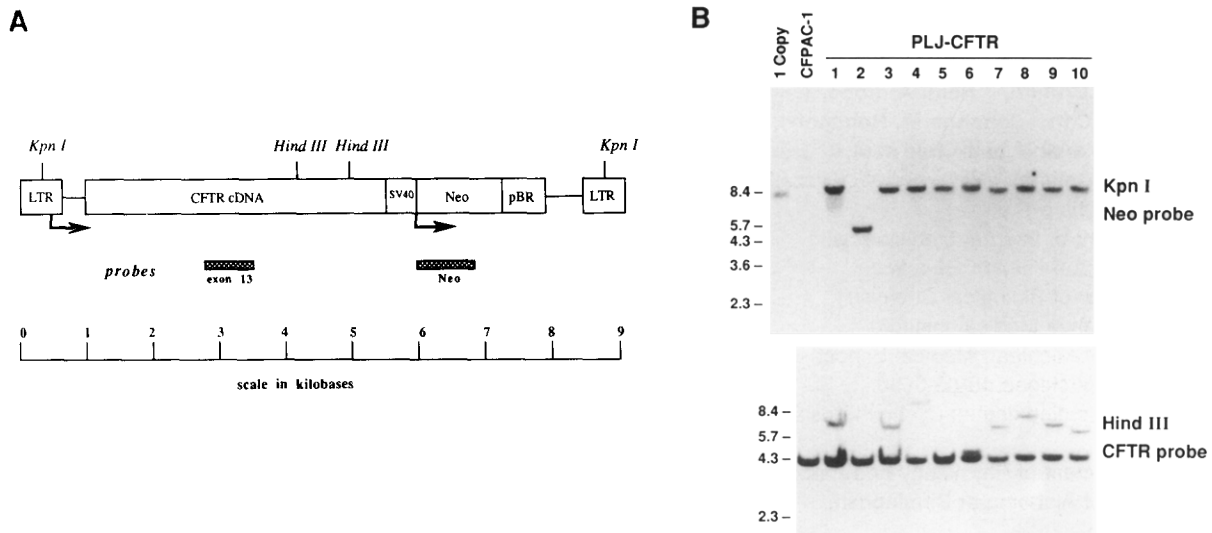 A
Kpn I
Hind III Hind III
Kpn I
LTR
CFTR cDNA
SV40
Neo
pBR
LTR
probes
exon 13
Neo
0 1 2 3 4 5 6 7 8 9
scale in kilobases
B
1 Copy
CFPAC-1
PLJ-CFTR
1 2 3 4 5 6 7 8 9 10
8.4 –
5.7 –
4.3 –
3.6 –
2.3 –
Kpn I
Neo probe
8.4 –
5.7 –
4.3 –
2.3 –
Hind III
CFTR probe